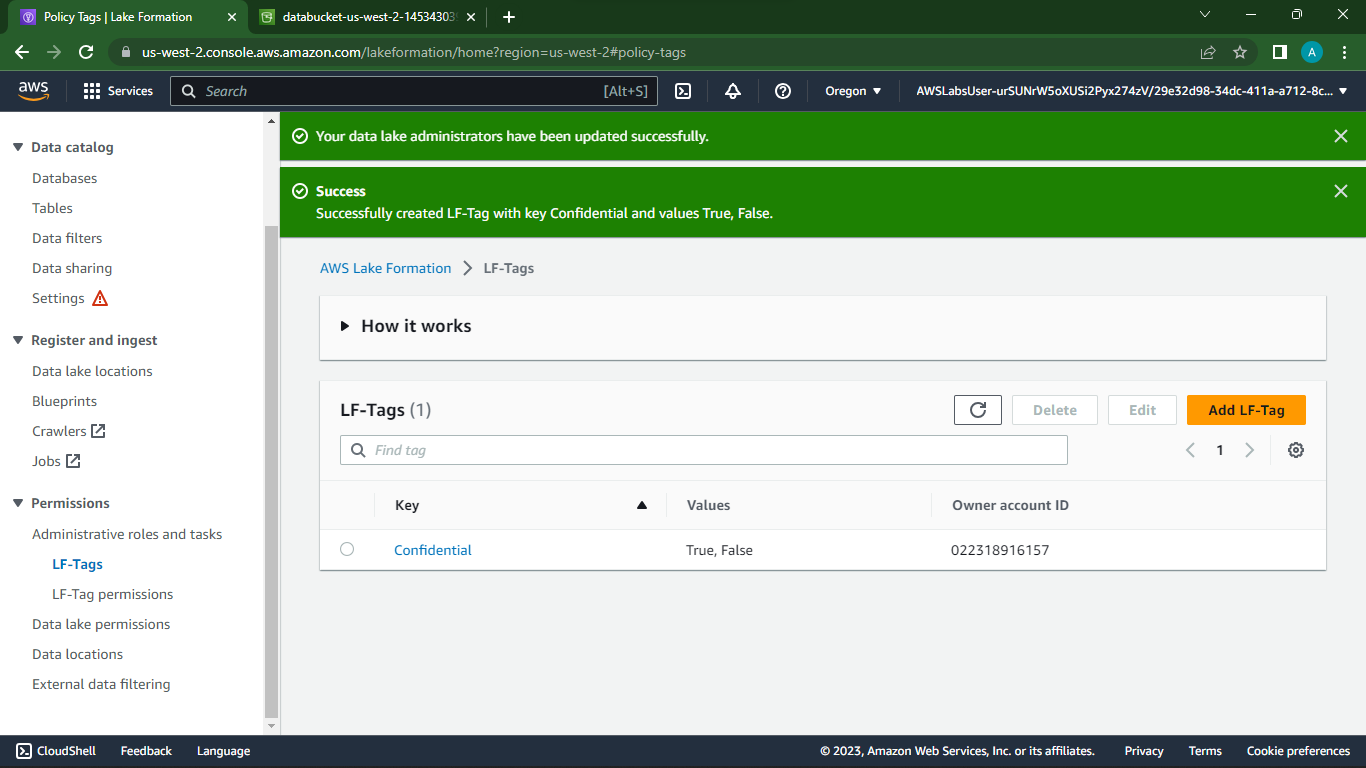 Policy Tags | Lake Formation
databucket-us-west-2-14534303
us-west-2.console.aws.amazon.com/lakeformation/home?region=us-west-2#policy-tags
A
aws
Services
Search
[Alt+S]
Oregon
AWSLabsUser-urSUNrW5oXUSi2Pyx274zV/29e32d98-34dc-411a-a712-8c...
Data catalog
Databases
Tables
Data filters
Data sharing
Settings
Register and ingest
Data lake locations
Blueprints
Crawlers
Jobs
Permissions
Administrative roles and tasks
LF-Tags
LF-Tag permissions
Data lake permissions
Data locations
External data filtering
Your data lake administrators have been updated successfully.
Success
Successfully created LF-Tag with key Confidential and values True, False.
AWS Lake Formation > LF-Tags
How it works
LF-Tags (1)
Delete
Edit
Add LF-Tag
Find tag
1
Key Values Owner account ID
Confidential True, False 022318916157
CloudShell Feedback Language
© 2023, Amazon Web Services, Inc. or its affiliates. Privacy Terms Cookie preferences